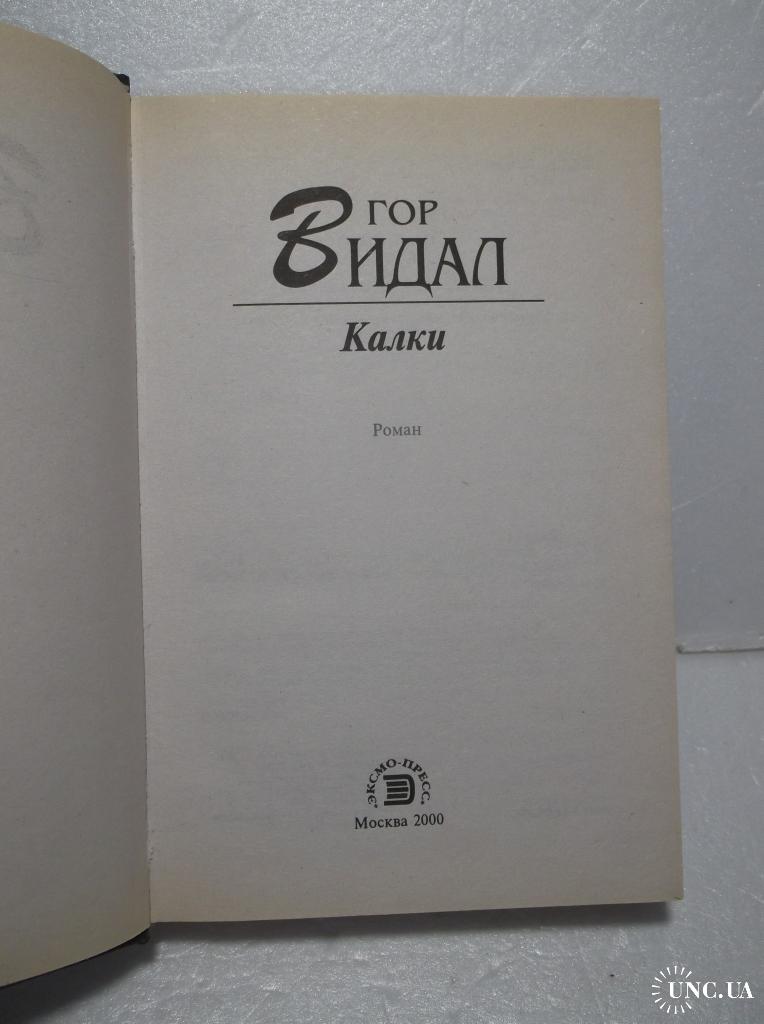 ГОР
ВИДАЛ
Калки
Роман
ЭКСМО-ПРЕСС
Москва 2000
UNC.UA